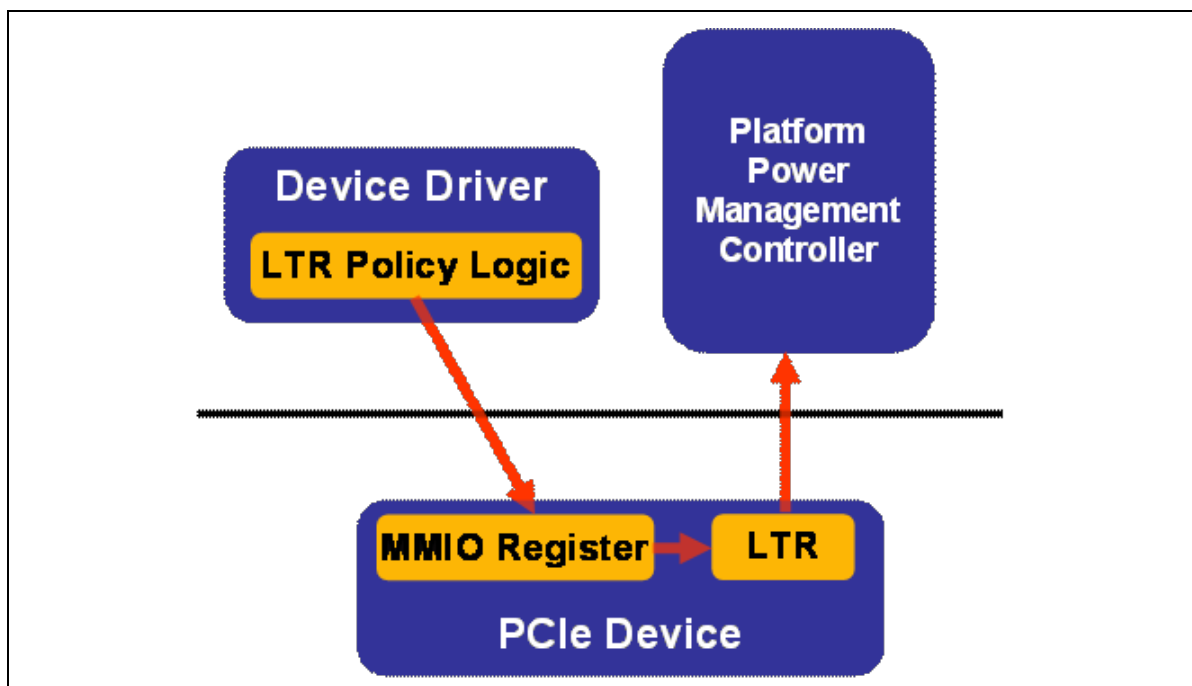 Device Driver
LTR Policy Logic
Platform
Power
Management
Controller
MMIO Register
LTR
PCIe Device